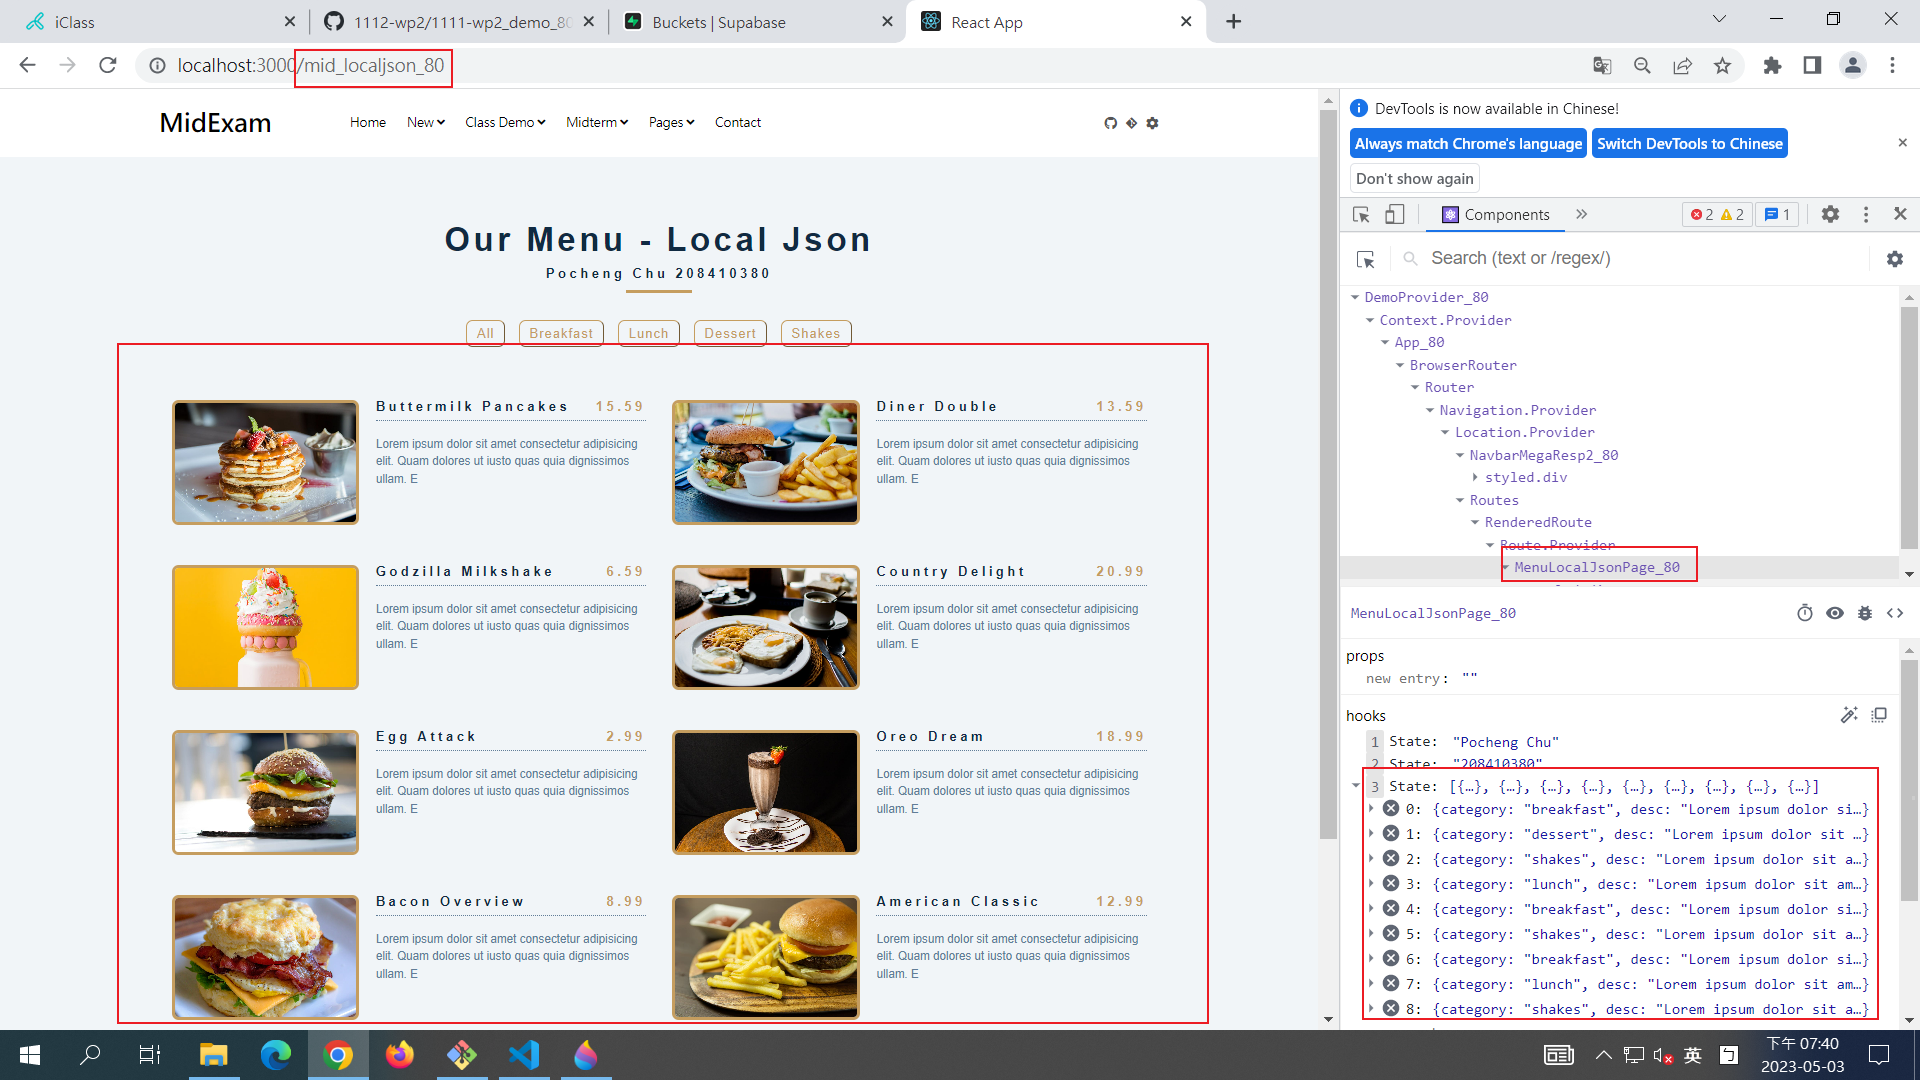 iClass
1112-wp2/1111-wp2_demo_80
Buckets | Supabase
React App
localhost:3000/mid_localjson_80
MidExam
Home
New
Class Demo
Midterm
Pages
Contact
Our Menu - Local Json
Pocheng Chu 208410380
All
Breakfast
Lunch
Dessert
Shakes
Buttermilk Pancakes 15.59
Lorem ipsum dolor sit amet consectetur adipisicing
elit. Quam dolores ut iusto quas quia dignissimos
ullam. E
Diner Double 13.59
Lorem ipsum dolor sit amet consectetur adipisicing
elit. Quam dolores ut iusto quas quia dignissimos
ullam. E
Godzilla Milkshake 6.59
Lorem ipsum dolor sit amet consectetur adipisicing
elit. Quam dolores ut iusto quas quia dignissimos
ullam. E
Country Delight 20.99
Lorem ipsum dolor sit amet consectetur adipisicing
elit. Quam dolores ut iusto quas quia dignissimos
ullam. E
Egg Attack 2.99
Lorem ipsum dolor sit amet consectetur adipisicing
elit. Quam dolores ut iusto quas quia dignissimos
ullam. E
Oreo Dream 18.99
Lorem ipsum dolor sit amet consectetur adipisicing
elit. Quam dolores ut iusto quas quia dignissimos
ullam. E
Bacon Overview 8.99
Lorem ipsum dolor sit amet consectetur adipisicing
elit. Quam dolores ut iusto quas quia dignissimos
ullam. E
American Classic 12.99
Lorem ipsum dolor sit amet consectetur adipisicing
elit. Quam dolores ut iusto quas quia dignissimos
ullam. E
DevTools is now available in Chinese!
Always match Chrome's language
Switch DevTools to Chinese
Don't show again
Components
2
2
1
Search (text or /regex/)
DemoProvider_80
Context.Provider
App_80
BrowserRouter
Router
Navigation.Provider
Location.Provider
NavbarMegaResp2_80
styled.div
Routes
RenderedRoute
Route.Provider
MenuLocalJsonPage_80
MenuLocalJsonPage_80
props
new entry: ""
hooks
1 State: "Pocheng Chu"
2 State: "208410380"
3 State: [{…}, {…}, {…}, {…}, {…}, {…}, {…}, {…}, {…}]
0: {category: "breakfast", desc: "Lorem ipsum dolor si…}
1: {category: "dessert", desc: "Lorem ipsum dolor sit …}
2: {category: "shakes", desc: "Lorem ipsum dolor sit a…}
3: {category: "lunch", desc: "Lorem ipsum dolor sit am…}
4: {category: "breakfast", desc: "Lorem ipsum dolor si…}
5: {category: "shakes", desc: "Lorem ipsum dolor sit a…}
6: {category: "breakfast", desc: "Lorem ipsum dolor si…}
7: {category: "lunch", desc: "Lorem ipsum dolor sit am…}
8: {category: "shakes", desc: "Lorem ipsum dolor sit a…}
英
ㄅ
下午 07:40
2023-05-03